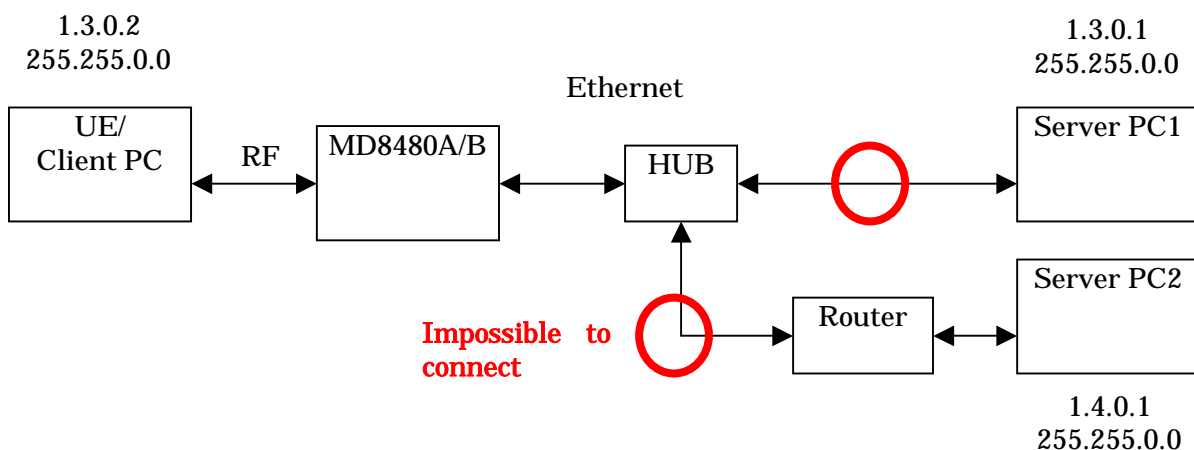 1.3.0.2
255.255.0.0
1.3.0.1
255.255.0.0
Ethernet
UE/
Client PC
RF
MD8480A/B
HUB
Server PC1
Server PC2
Router
Impossible to
connect
1.4.0.1
255.255.0.0